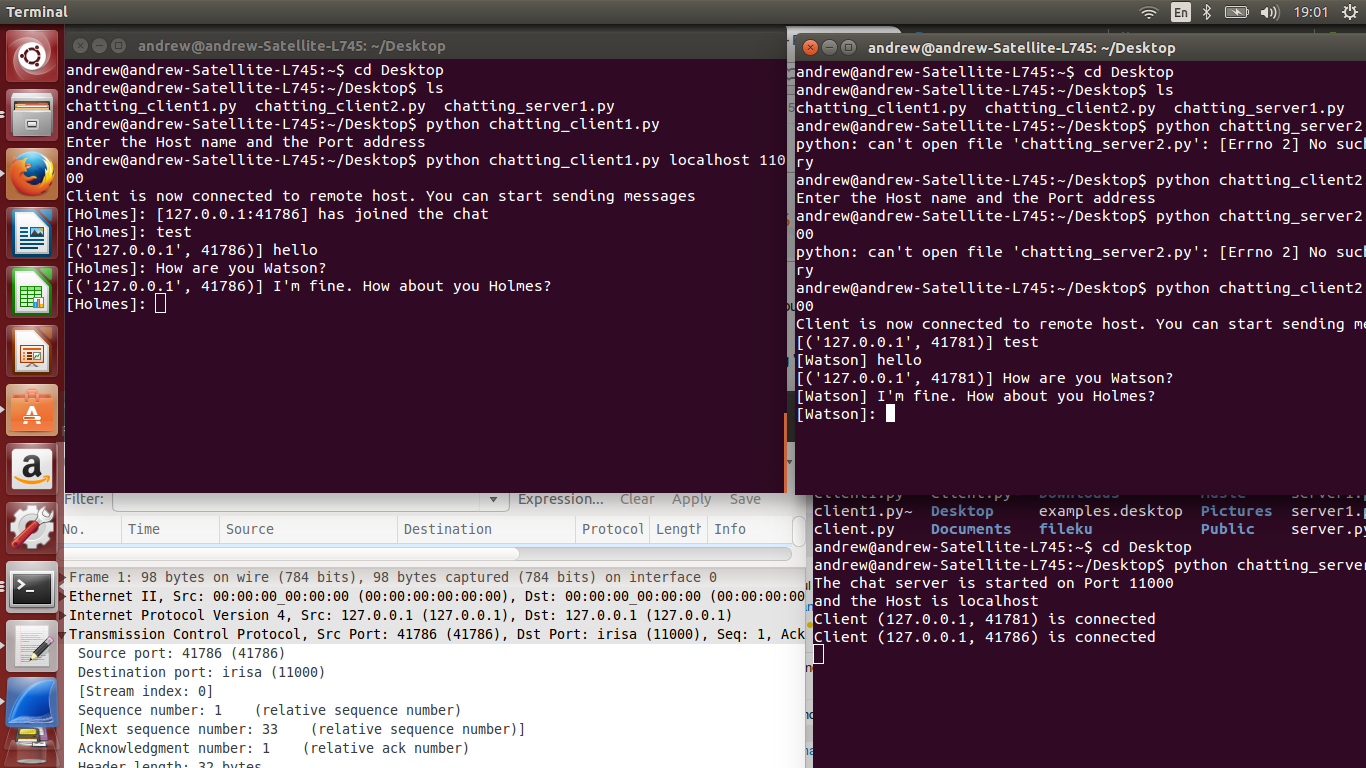 Terminal
En
19:01
andrew@andrew-Satellite-L745: ~/Desktop
andrew@andrew-Satellite-L745:~$ cd Desktop
andrew@andrew-Satellite-L745:~/Desktop$ ls
chatting_client1.py  chatting_client2.py  chatting_server1.py
andrew@andrew-Satellite-L745:~/Desktop$ python chatting_client1.py
Enter the Host name and the Port address
andrew@andrew-Satellite-L745:~/Desktop$ python chatting_client1.py localhost 110
00
Client is now connected to remote host. You can start sending messages
[Holmes]: [127.0.0.1:41786] has joined the chat
[Holmes]: test
[('127.0.0.1', 41786)] hello
[Holmes]: How are you Watson?
[('127.0.0.1', 41786)] I'm fine. How about you Holmes?
[Holmes]:
andrew@andrew-Satellite-L745: ~/Desktop
andrew@andrew-Satellite-L745:~$ cd Desktop
andrew@andrew-Satellite-L745:~/Desktop$ ls
chatting_client1.py  chatting_client2.py  chatting_server1.py
andrew@andrew-Satellite-L745:~/Desktop$ python chatting_server2
python: can't open file 'chatting_server2.py': [Errno 2] No such
ry
andrew@andrew-Satellite-L745:~/Desktop$ python chatting_client2
Enter the Host name and the Port address
andrew@andrew-Satellite-L745:~/Desktop$ python chatting_server2
00
python: can't open file 'chatting_server2.py': [Errno 2] No such
ry
andrew@andrew-Satellite-L745:~/Desktop$ python chatting_client2
00
Client is now connected to remote host. You can start sending me
[('127.0.0.1', 41781)] test
[Watson] hello
[('127.0.0.1', 41781)] How are you Watson?
[Watson] I'm fine. How about you Holmes?
[Watson]:
Filter:  Expression...  Clear  Apply  Save
No.  Time  Source  Destination  Protocol  Length  Info
Frame 1: 98 bytes on wire (784 bits), 98 bytes captured (784 bits) on interface 0
Ethernet II, Src: 00:00:00_00:00:00 (00:00:00:00:00:00), Dst: 00:00:00_00:00:00 (00:00:00:00
Internet Protocol Version 4, Src: 127.0.0.1 (127.0.0.1), Dst: 127.0.0.1 (127.0.0.1)
Transmission Control Protocol, Src Port: 41786 (41786), Dst Port: irisa (11000), Seq: 1, Ack
Source port: 41786 (41786)
Destination port: irisa (11000)
[Stream index: 0]
Sequence number: 1    (relative sequence number)
[Next sequence number: 33    (relative sequence number)]
Acknowledgment number: 1    (relative ack number)
Header length: 32 bytes
client1.py  Client.py  Downloads  Music  server1.
client1.py~  Desktop  examples.desktop  Pictures  server1.p
client.py  Documents  fileku  Public  server.py
andrew@andrew-Satellite-L745:~$ cd Desktop
andrew@andrew-Satellite-L745:~/Desktop$ python chatting_server
The chat server is started on Port 11000
and the Host is localhost
Client (127.0.0.1, 41781) is connected
Client (127.0.0.1, 41786) is connected